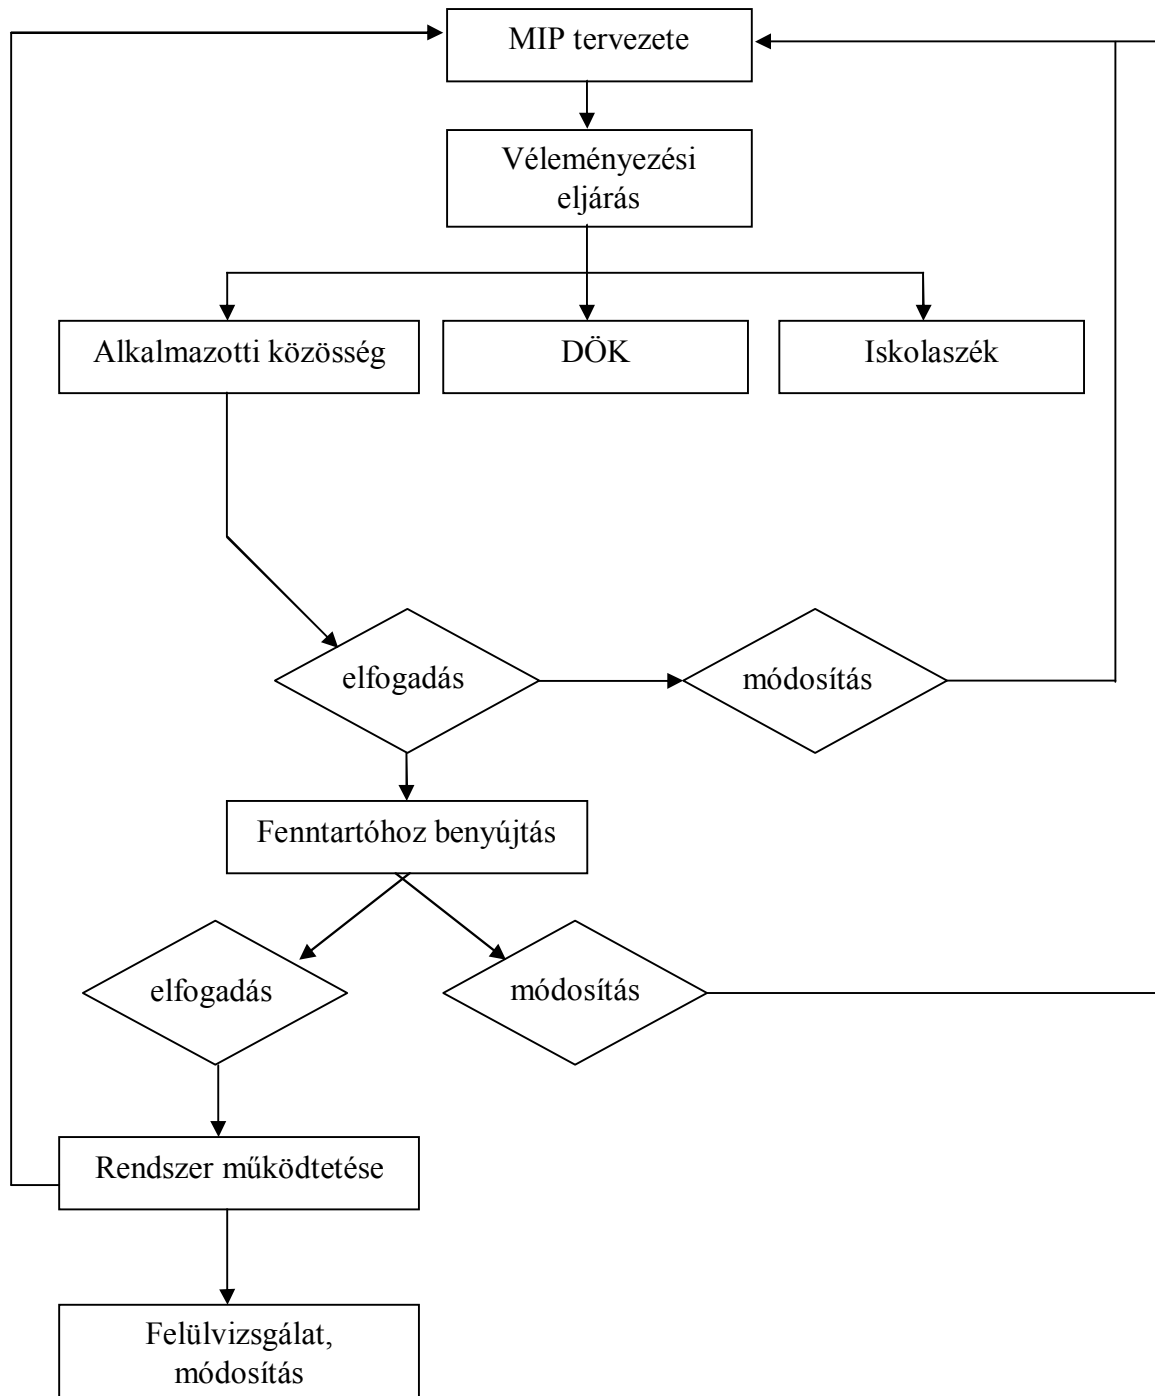 MIP tervezete
Véleményezési
eljárás
Alkalmazotti közösség
DÖK
Iskolaszék
elfogadás
módosítás
Fenntartóhoz benyújtás
elfogadás
módosítás
Rendszer működtetése
Felülvizsgálat,
módosítás